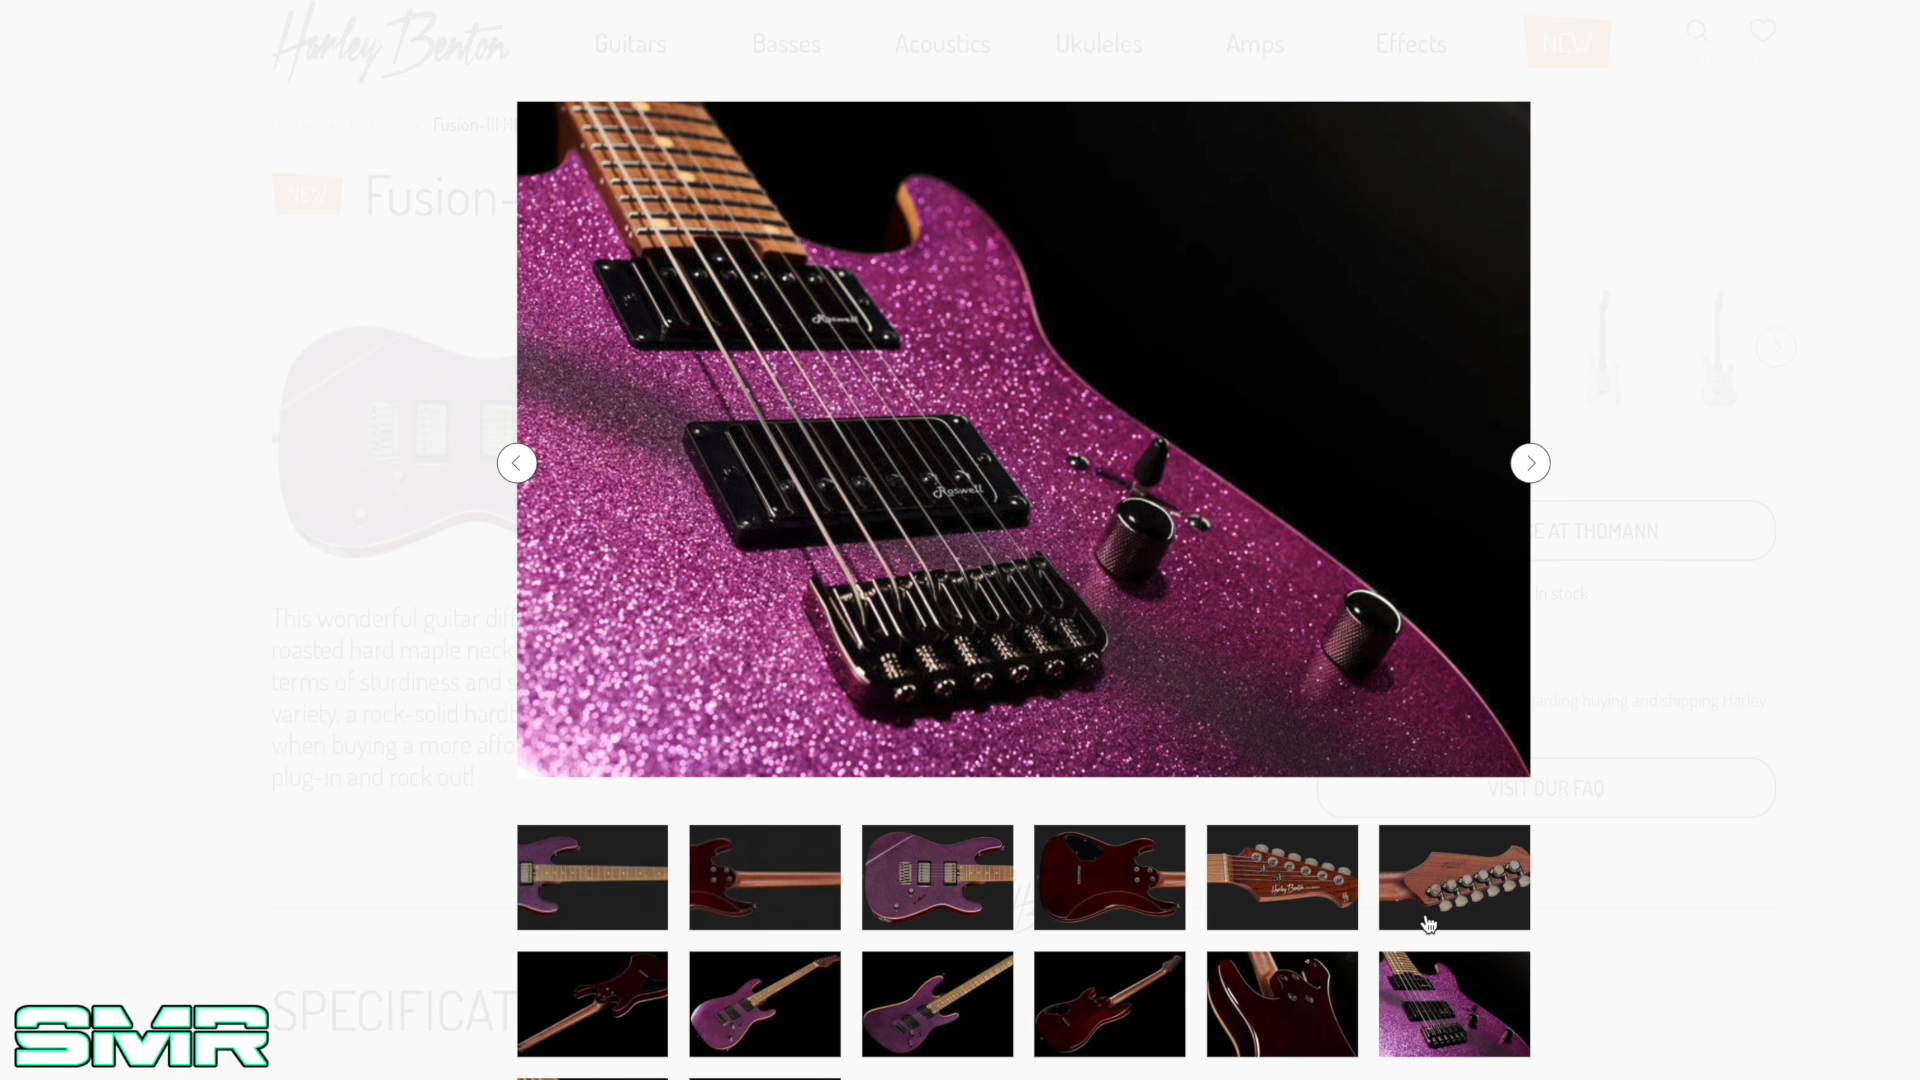 Harley Benton
Guitars
Basses
Acoustics
Ukuleles
Amps
Effects
NEW
Fusion-III H
NEW
Fusion-
Roswell
Roswell
E AT THOMANN
In stock
This wonderful guitar diff
roasted hard maple neck
terms of sturdiness and s
variety, a rock-solid hardt
when buying a more affo
plug-in and rock out!
arding buying and shipping Harley
VISIT OUR FAQ
Harley Benton
SPECIFICAT
SMR